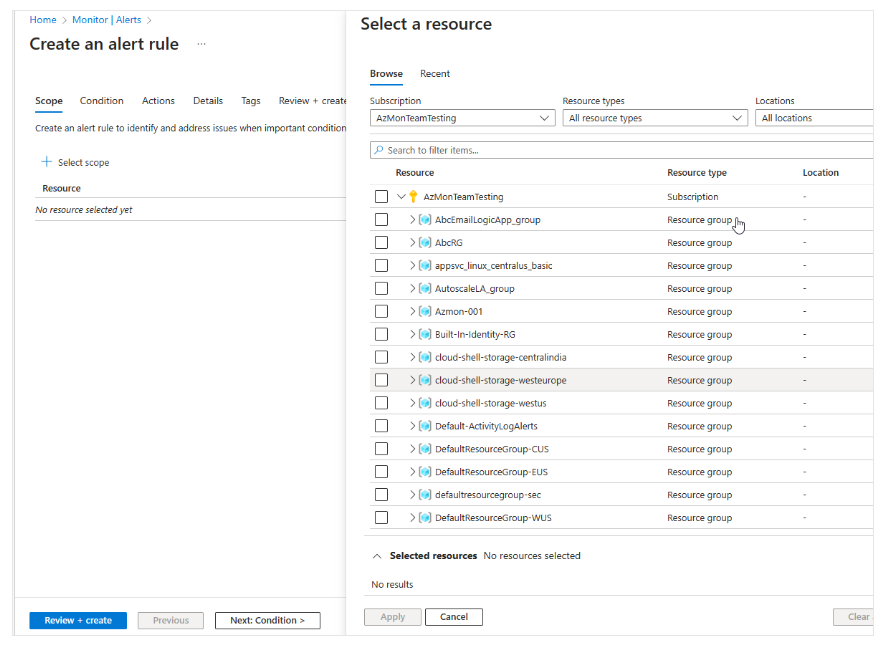 Home > Monitor | Alerts >
Create an alert rule ...
Scope Condition Actions Details Tags Review + create
Create an alert rule to identify and address issues when important condition
+ Select scope
Resource
No resource selected yet
Review + create Previous Next: Condition >
Select a resource
Browse Recent
Subscription Resource types Locations
AzMonTeamTesting All resource types All locations
Search to filter items...
Resource Resource type Location
AzMonTeamTesting Subscription -
AbcEmailLogicApp_group Resource group -
AbcRG Resource group -
appsvc_linux_centralus_basic Resource group -
AutoscaleLA_group Resource group -
Azmon-001 Resource group -
Built-In-Identity-RG Resource group -
cloud-shell-storage-centralindia Resource group -
cloud-shell-storage-westeurope Resource group -
cloud-shell-storage-westus Resource group -
Default-ActivityLogAlerts Resource group -
DefaultResourceGroup-CUS Resource group -
DefaultResourceGroup-EUS Resource group -
defaultresourcegroup-sec Resource group -
DefaultResourceGroup-WUS Resource group -
Selected resources No resources selected
No results
Apply Cancel Clear